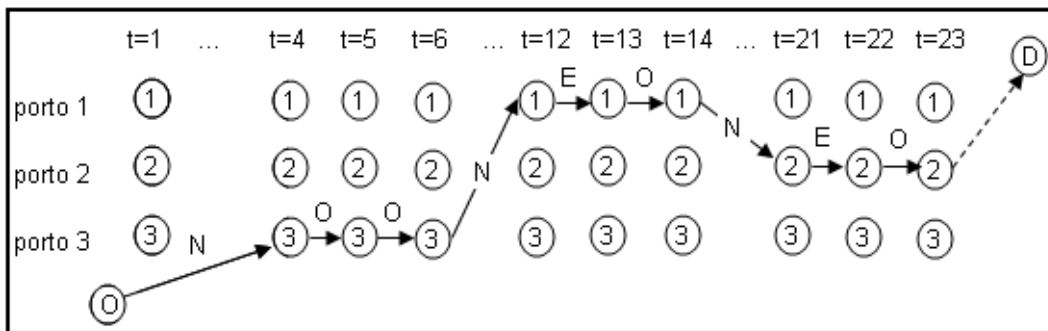 t=1 ... t=4 t=5 t=6 ... t=12 t=13 t=14 ... t=21 t=22 t=23
D
E O
porto 1 1 1 1 1 1 1 1 1 1 1
N E O
porto 2 2 2 2 2 2 2 2 2 2 2
N
O O
porto 3 3 3 3 3 3 3 3 3 3 3
N
O